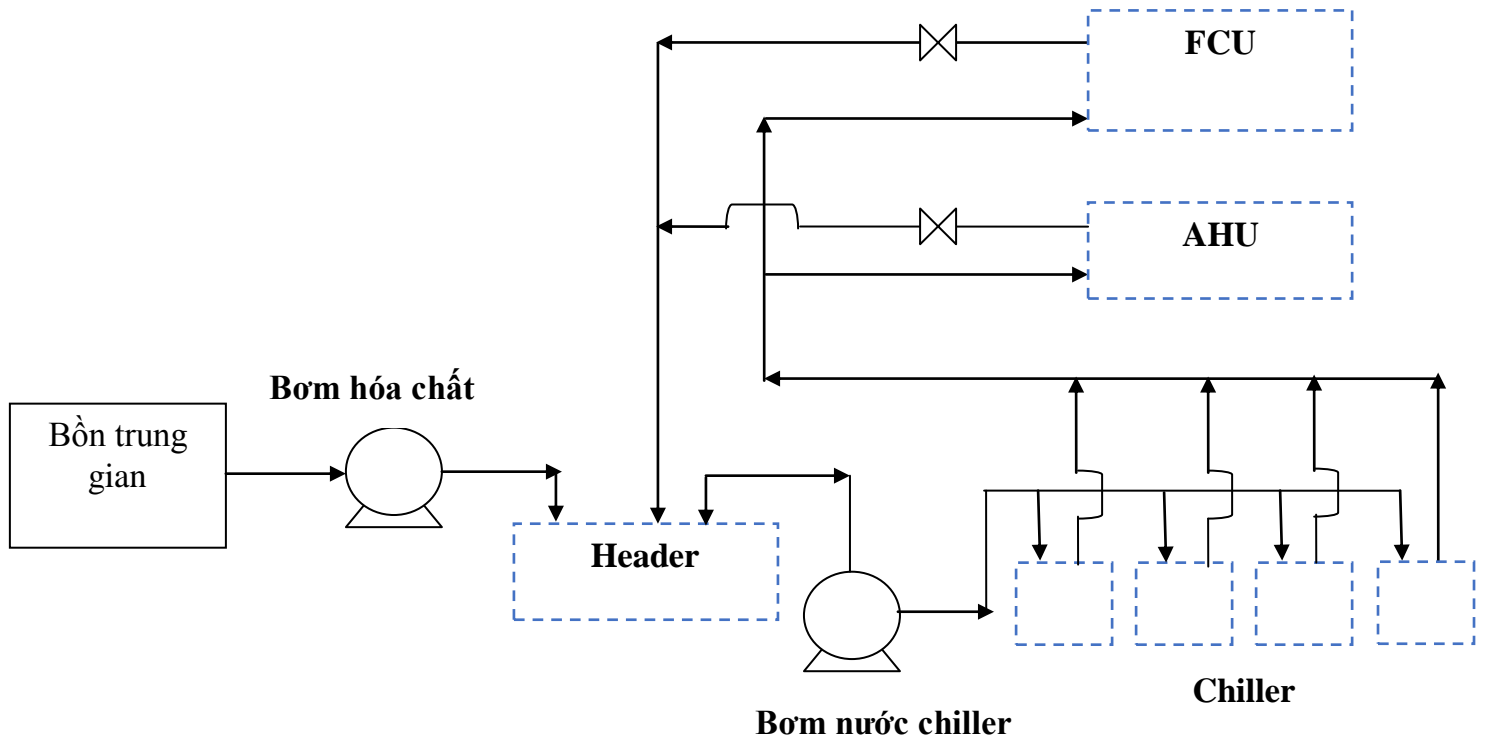 FCU
AHU
Bơm hóa chất
Bồn trung
gian
Header
Chiller
Bơm nước chiller